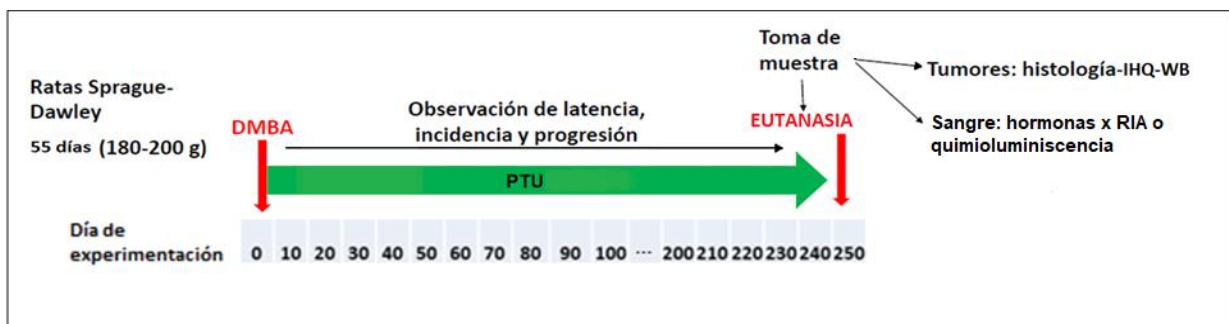 Ratas Sprague-
Dawley
55 días (180-200 g)
DMBA
Observación de latencia,
incidencia y progresión
Toma de
muestra
EUTANASIA
Tumores: histología-IHQ-WB
Sangre: hormonas x RIA o
quimioluminiscencia
PTU
Día de
experimentación
0 10 20 30 40 50 60 70 80 90 100 ... 200 210 220 230 240 250